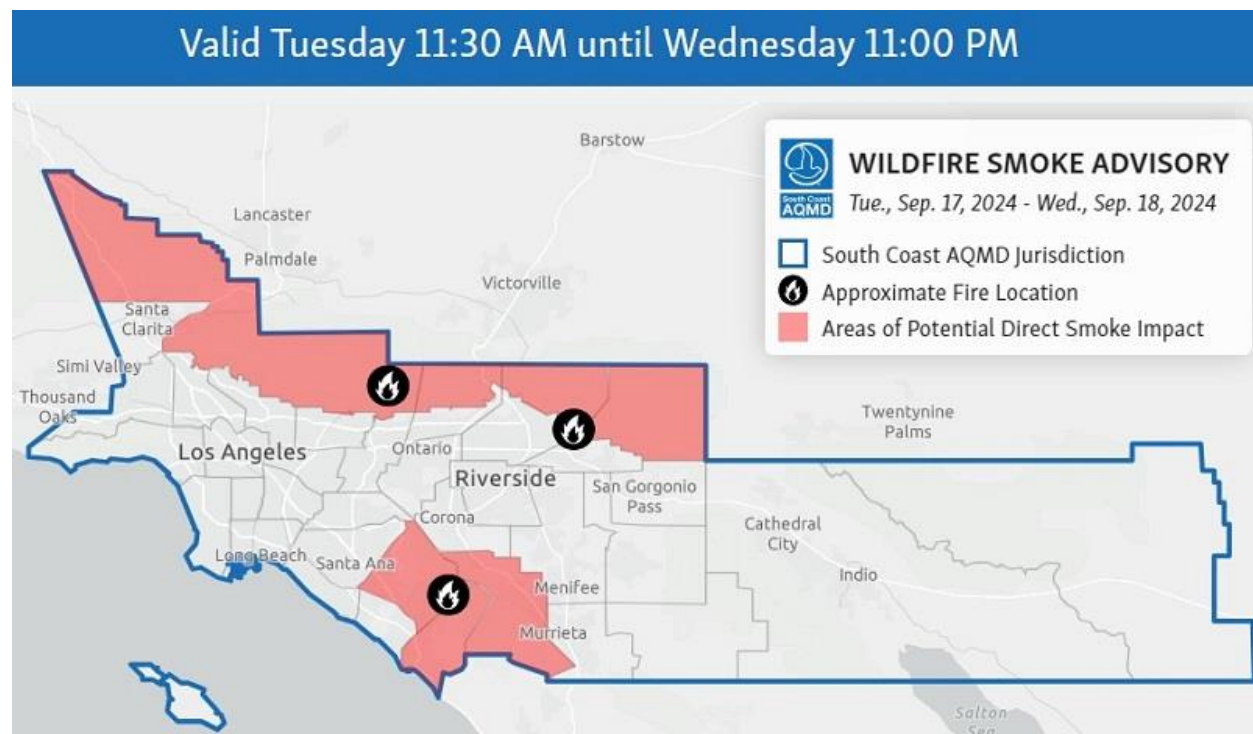 Valid Tuesday 11:30 AM until Wednesday 11:00 PM
WILDFIRE SMOKE ADVISORY
South Coast
AQMD
Tue., Sep. 17, 2024 - Wed., Sep. 18, 2024
South Coast AQMD Jurisdiction
Approximate Fire Location
Areas of Potential Direct Smoke Impact
Barstow
Lancaster
Palmdale
Victorville
Santa
Clarita
Simi Valley
Thousand
Oaks
Twentynine
Palms
Los Angeles
Ontario
Riverside
San Gorgonio
Pass
Corona
Cathedral
City
Long Beach
Santa Ana
Indio
Menifee
Murrieta
Salton
Sea